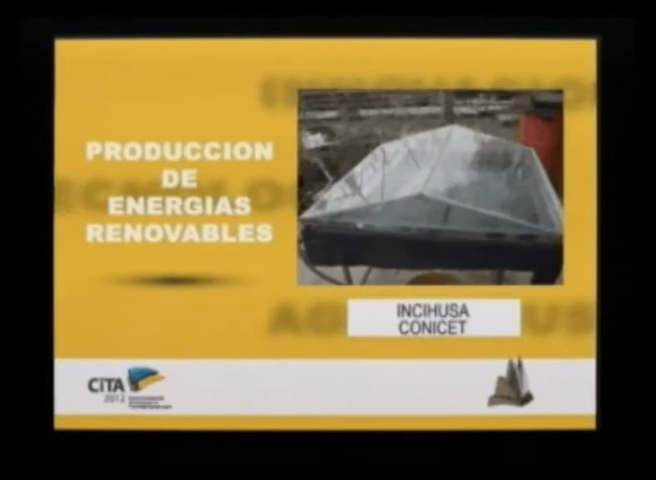 PRODUCCION
DE
ENERGIAS
RENOVABLES
INCIHUSA
CONICET
CiTA
2012